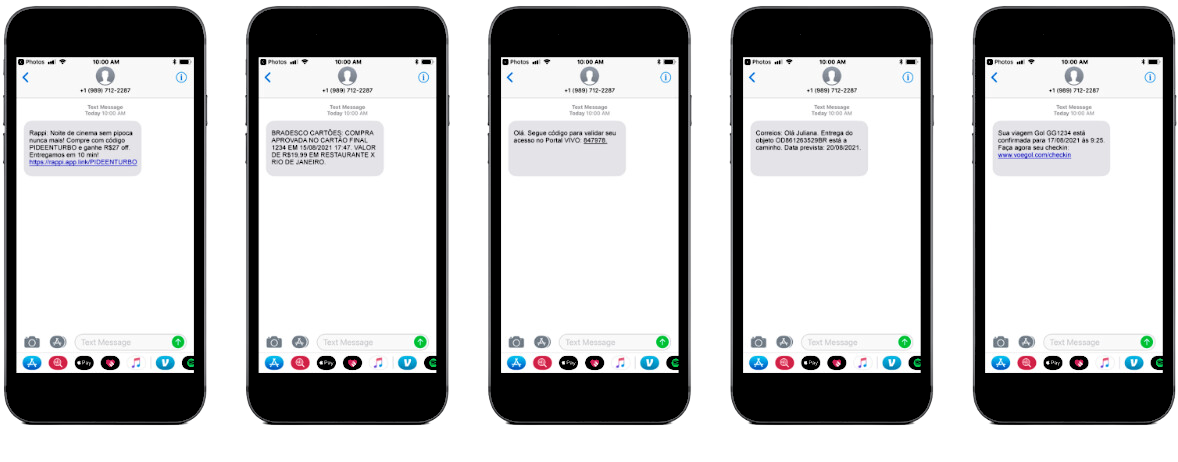 Photos 10:00 AM
+1 (989) 712-2287
Text Message
Today 10:00 AM
Rappi: Noite de cinema sem pipoca
nunca mais! Compre com código
PIDEENTURBO e ganhe R$27 off.
Entregamos em 10 min!
https://rappi.app.link/PIDEENTURBO
Text Message
Pay
Photos 10:00 AM
+1 (989) 712-2287
Text Message
Today 10:00 AM
BRADESCO CARTÕES: COMPRA
APROVADA NO CARTÃO FINAL
1234 EM 15/08/2021 17:47. VALOR
DE R$19,99 EM RESTAURANTE X
RIO DE JANEIRO.
Text Message
Pay
Photos 10:00 AM
+1 (989) 712-2287
Text Message
Today 10:00 AM
Olá. Segue código para validar seu
acesso no Portal VIVO: 847978.
Text Message
Pay
Photos 10:00 AM
+1 (989) 712-2287
Text Message
Today 10:00 AM
Correios: Olá Juliana. Entrega do
objeto OD861263529BR está a
caminho. Data prevista: 20/08/2021.
Text Message
Pay
Photos 10:00 AM
+1 (989) 712-2287
Text Message
Today 10:00 AM
Sua viagem Gol GG1234 está
confirmada para 17/08/2021 às 9:25.
Faça agora seu checkin:
www.voegol.com/checkin
Text Message
Pay